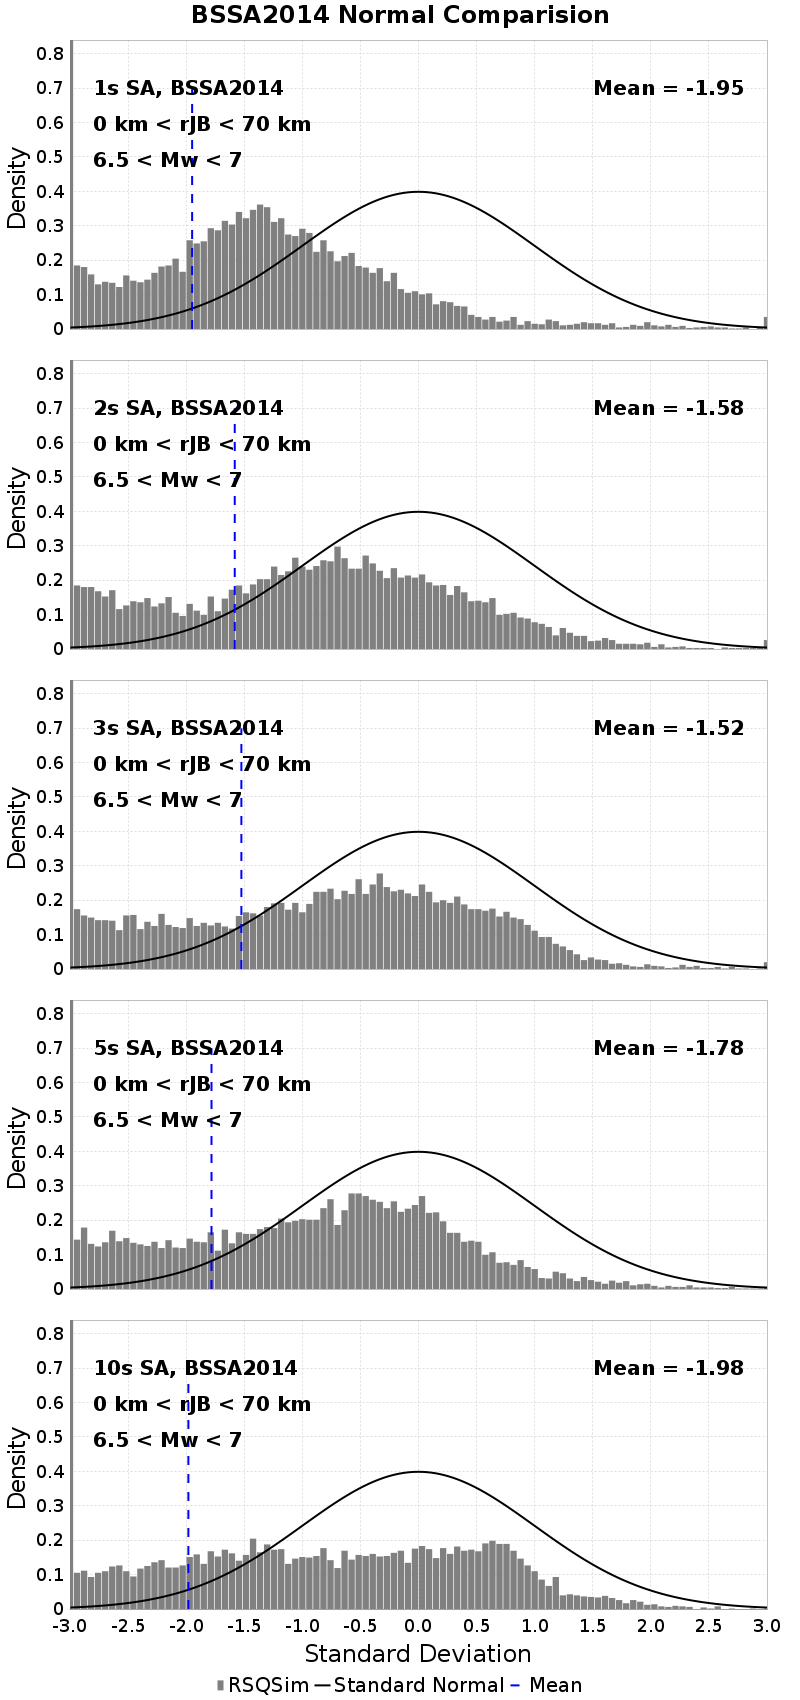 BSSA2014 Normal Comparision
0.8
0.7
0.6
0.5
0.4
0.3
0.2
0.1
0
Density
1s SA, BSSA2014
Mean = -1.95
0 km < rJB < 70 km
6.5 < Mw < 7
0.8
0.7
0.6
0.5
0.4
0.3
0.2
0.1
0
Density
2s SA, BSSA2014
Mean = -1.58
0 km < rJB < 70 km
6.5 < Mw < 7
0.8
0.7
0.6
0.5
0.4
0.3
0.2
0.1
0
Density
3s SA, BSSA2014
Mean = -1.52
0 km < rJB < 70 km
6.5 < Mw < 7
0.8
0.7
0.6
0.5
0.4
0.3
0.2
0.1
0
Density
5s SA, BSSA2014
Mean = -1.78
0 km < rJB < 70 km
6.5 < Mw < 7
0.8
0.7
0.6
0.5
0.4
0.3
0.2
0.1
0
Density
10s SA, BSSA2014
Mean = -1.98
0 km < rJB < 70 km
6.5 < Mw < 7
-3.0 -2.5 -2.0 -1.5 -1.0 -0.5 0.0 0.5 1.0 1.5 2.0 2.5 3.0
Standard Deviation
RSQSim Standard Normal Mean